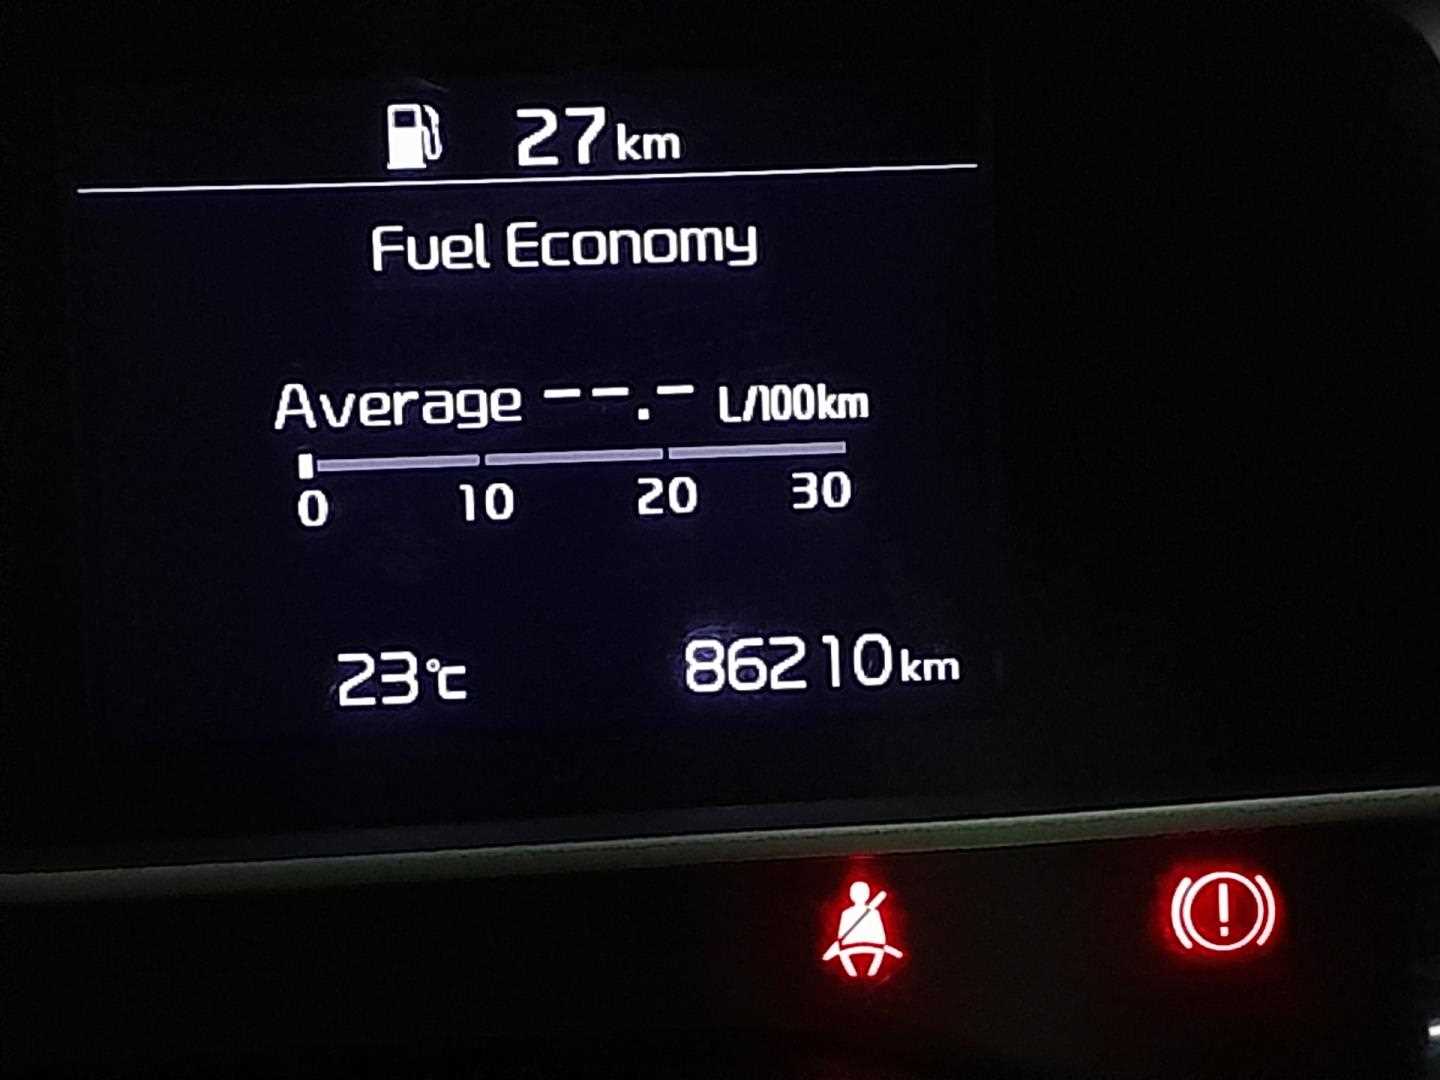 27km
Fuel Economy
Average --.- L/100km
0 10 20 30
23°C 86210km